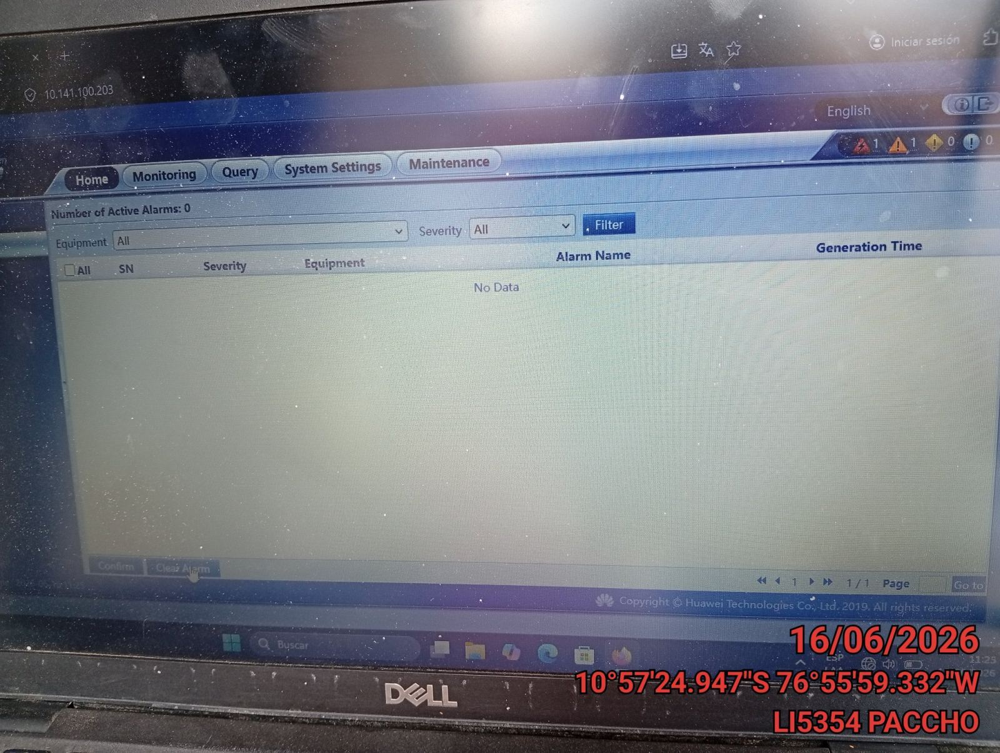 Iniciar sesión
10.141.100.203
English
1 1 0 0
Home Monitoring Query System Settings Maintenance
Number of Active Alarms: 0
Equipment All Severity All Filter
All SN Severity Equipment Alarm Name Generation Time
No Data
Confirm Clear Alarm
1 1/1 Page Go to
Copyright © Huawei Technologies Co., Ltd. 2019. All rights reserved.
Buscar
ESP
11:25
DELL
16/06/2026
10°57'24.947"S 76°55'59.332"W
LI5354 PACCHO